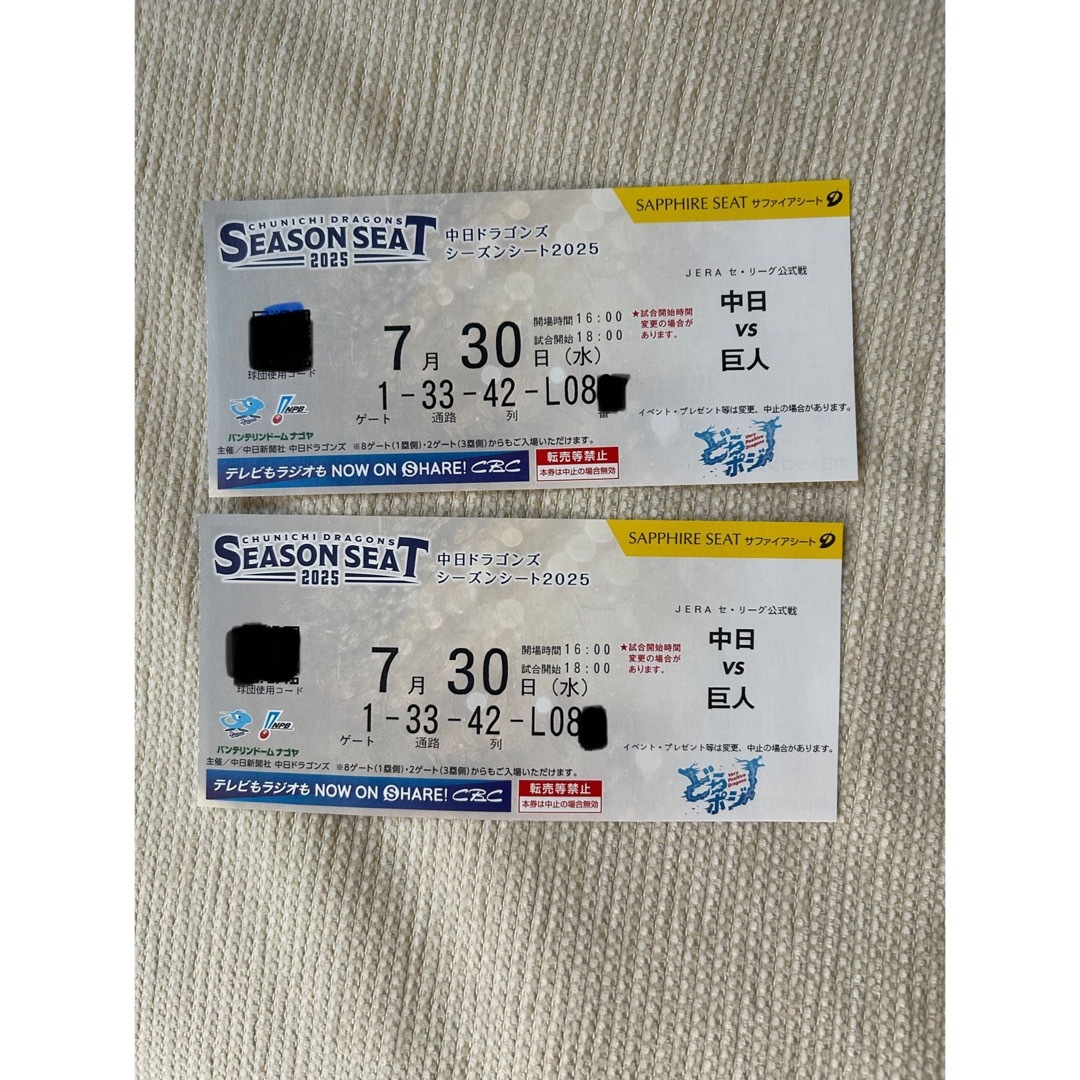 SAPPHIRE SEAT サファイアシート
CHUNICHI DRAGONS
SEASON SEAT
2025
中日ドラゴンズ
シーズンシート2025
JERA セ・リーグ公式戦
中日
vs
巨人
7月30日(水)
開場時間16:00
試合開始18:00
★試合開始時間
変更の場合が
あります。
球団使用コード
1-33-42-L08
ゲート 通路 列
イベント・プレゼント等は変更、中止の場合があります。
Dragons
NPB
バンテリンドーム ナゴヤ
主催/中日新聞社 中日ドラゴンズ ※8ゲート(1塁側)・2ゲート(3塁側)からもご入場いただけます。
テレビもラジオも NOW ON SHARE! CBC
転売等禁止
本券は中止の場合無効
どらポジ
Very
Positive
Dragons
SAPPHIRE SEAT サファイアシート
CHUNICHI DRAGONS
SEASON SEAT
2025
中日ドラゴンズ
シーズンシート2025
JERA セ・リーグ公式戦
中日
vs
巨人
7月30日(水)
開場時間16:00
試合開始18:00
★試合開始時間
変更の場合が
あります。
球団使用コード
1-33-42-L08
ゲート 通路 列
イベント・プレゼント等は変更、中止の場合があります。
Dragons
NPB
バンテリンドーム ナゴヤ
主催/中日新聞社 中日ドラゴンズ ※8ゲート(1塁側)・2ゲート(3塁側)からもご入場いただけます。
テレビもラジオも NOW ON SHARE! CBC
転売等禁止
本券は中止の場合無効
どらポジ
Very
Positive
Dragons